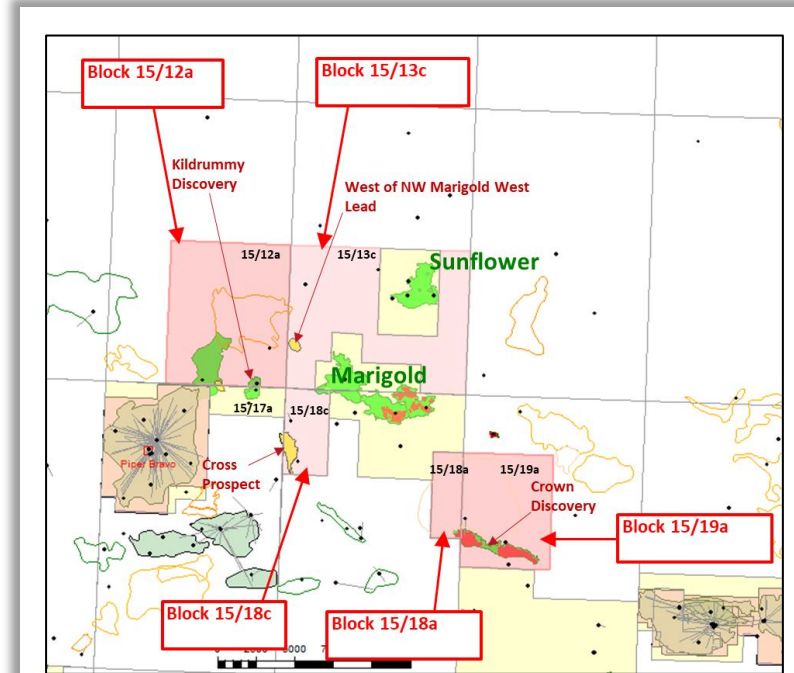 Block 15/12a
Block 15/13c
Kildrummy
Discovery
West of NW Marigold West
Lead
15/12a
15/13c
Sunflower
Marigold
15/17a
15/18c
Piper Bravo
Cross
Prospect
15/18a
15/19a
Crown
Discovery
Block 15/19a
Block 15/18c
Block 15/18a